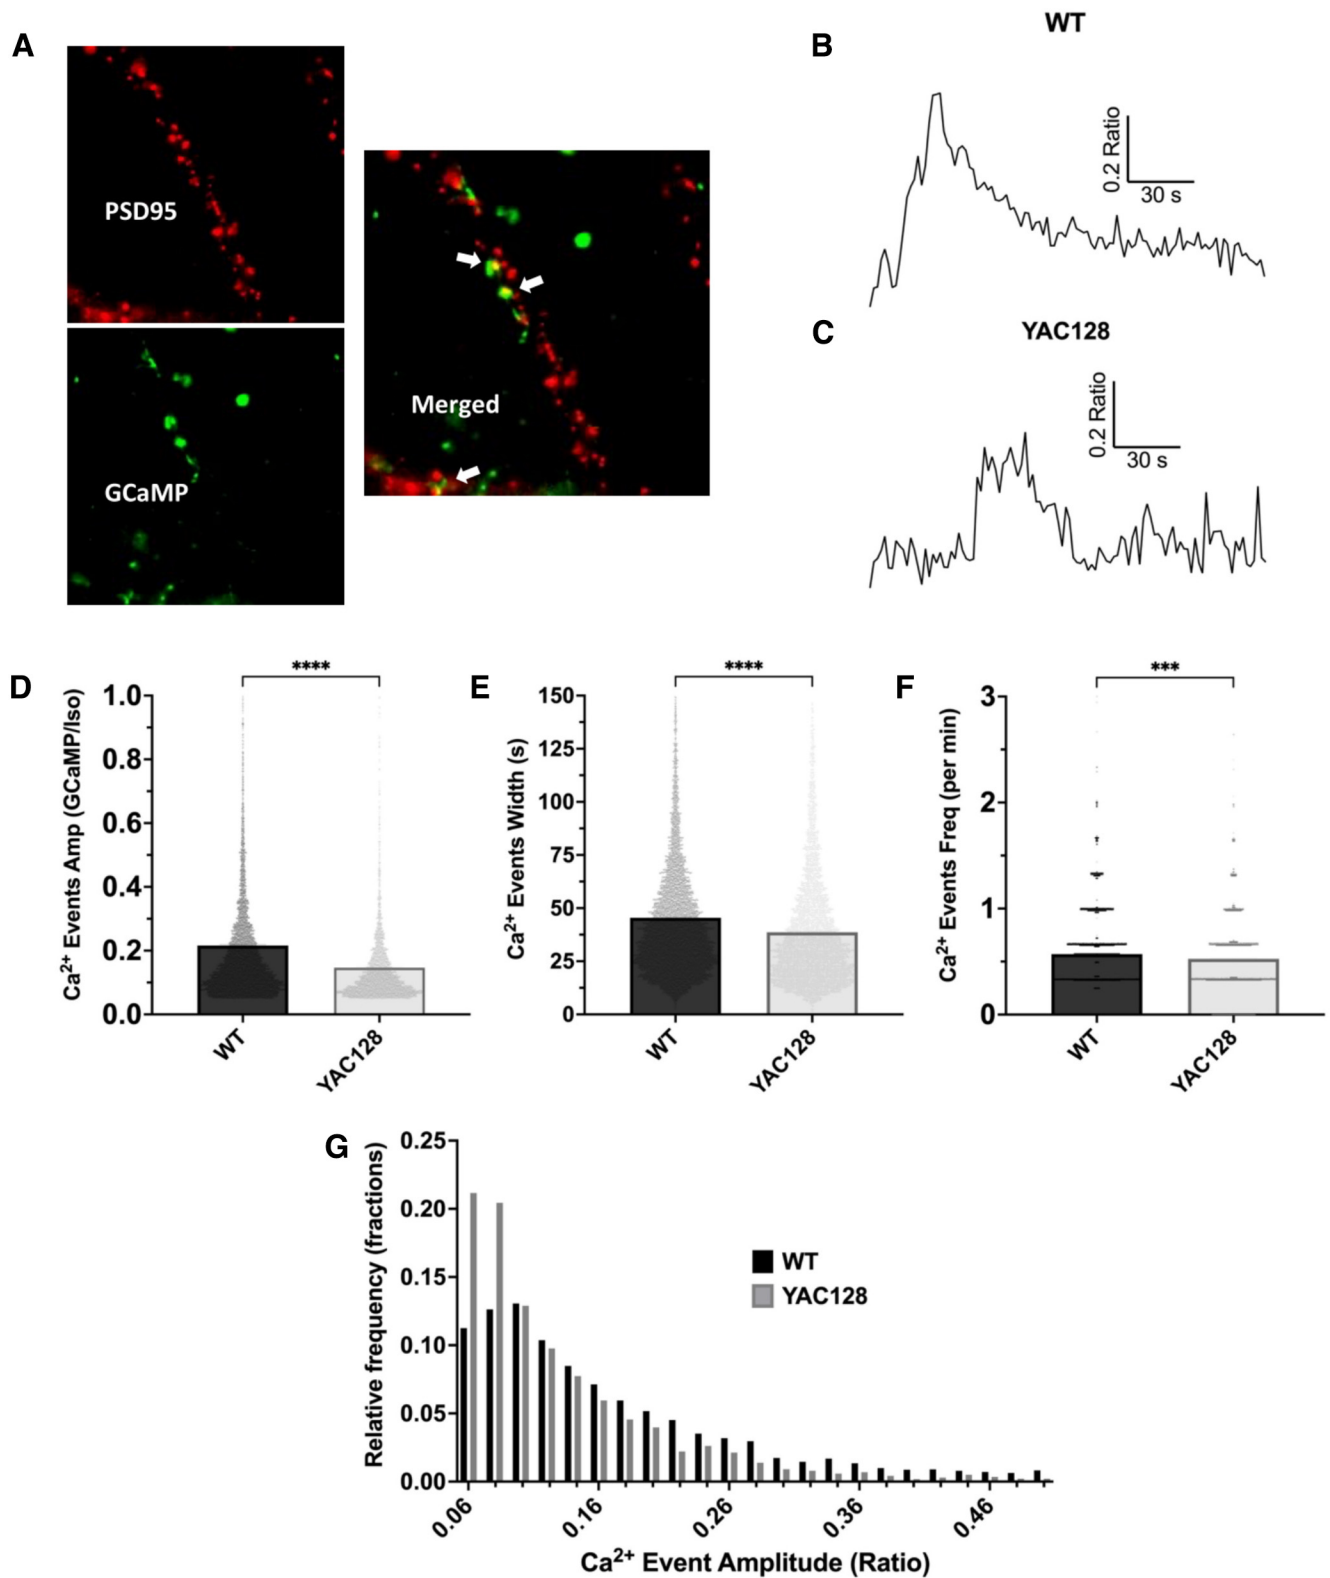 A
PSD95
GCaMP
Merged
B
WT
0.2 Ratio
30 s
C
YAC128
0.2 Ratio
30 s
D
****
Ca²⁺ Events Amp (GCaMP/Iso)
1.0
0.8
0.6
0.4
0.2
0.0
WT
YAC128
E
****
Ca²⁺ Events Width (s)
150
125
100
75
50
25
0
WT
YAC128
F
***
Ca²⁺ Events Freq (per min)
3
2
1
0
WT
YAC128
G
Relative frequency (fractions)
0.25
0.20
0.15
0.10
0.05
0.00
WT
YAC128
0.06
0.16
0.26
0.36
0.46
Ca²⁺ Event Amplitude (Ratio)